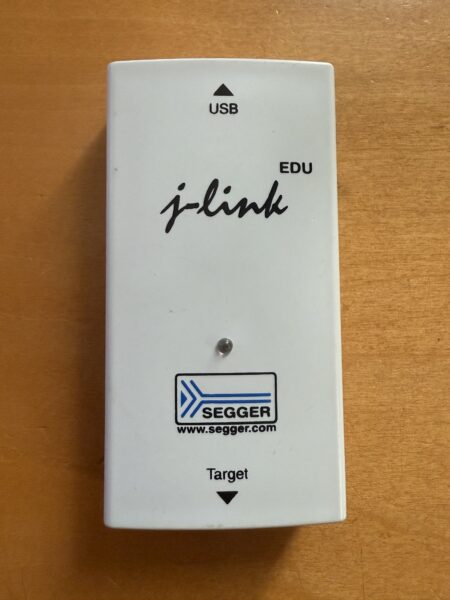 USB
EDU
j-link
SEGGER
www.segger.com
Target